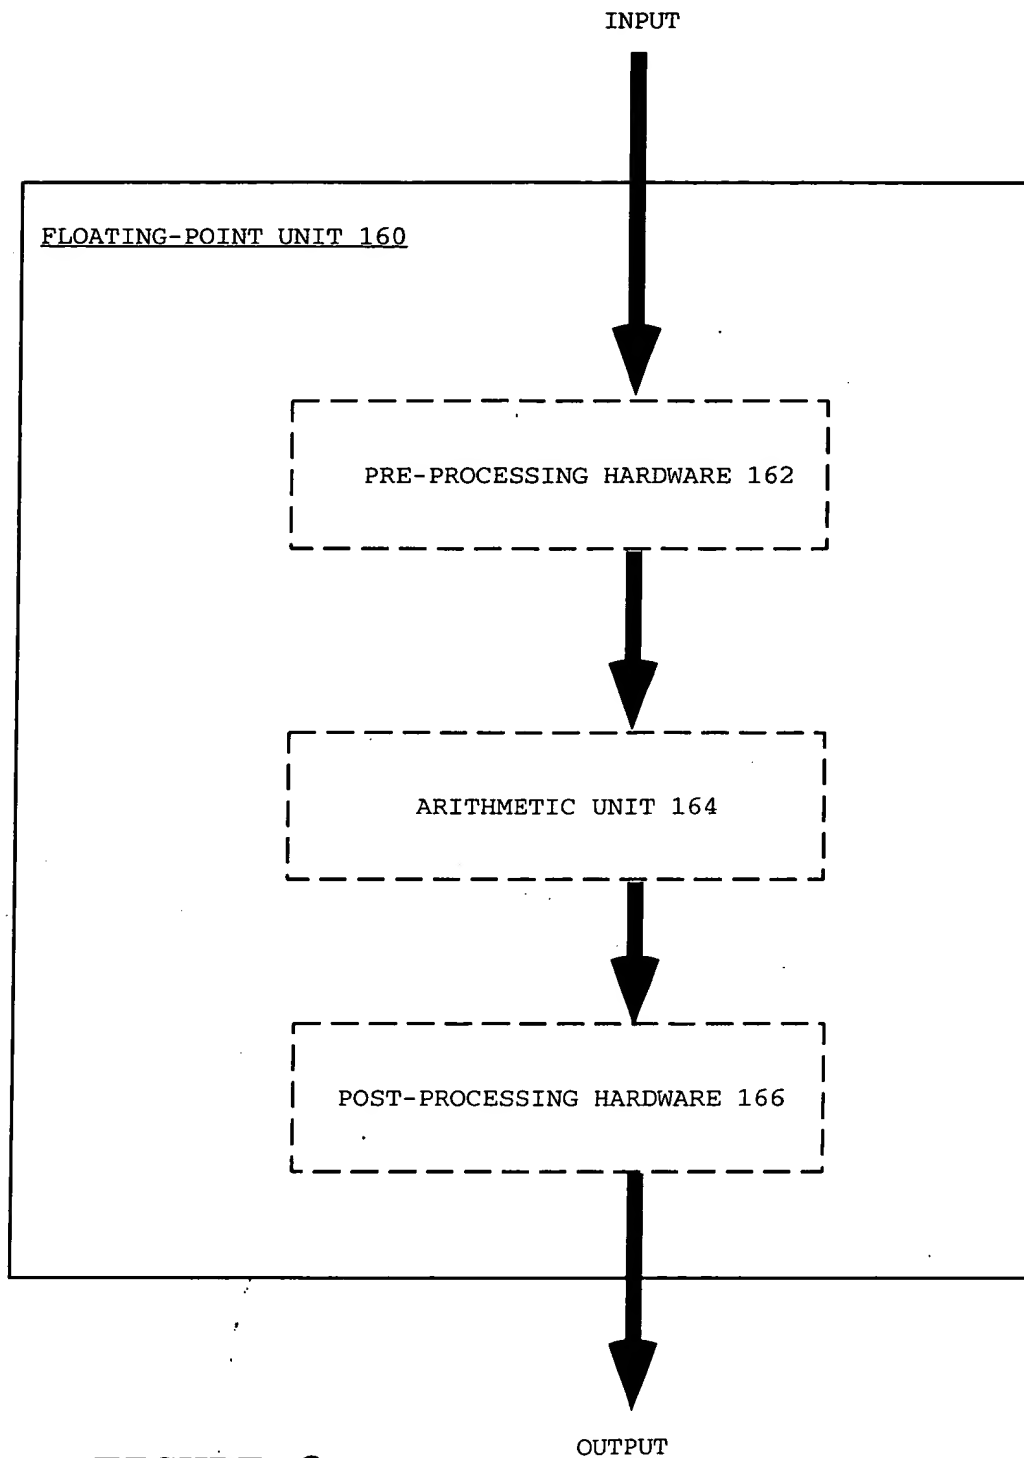 INPUT
FLOATING-POINT UNIT 160
PRE-PROCESSING HARDWARE 162
ARITHMETIC UNIT 164
POST-PROCESSING HARDWARE 166
OUTPUT